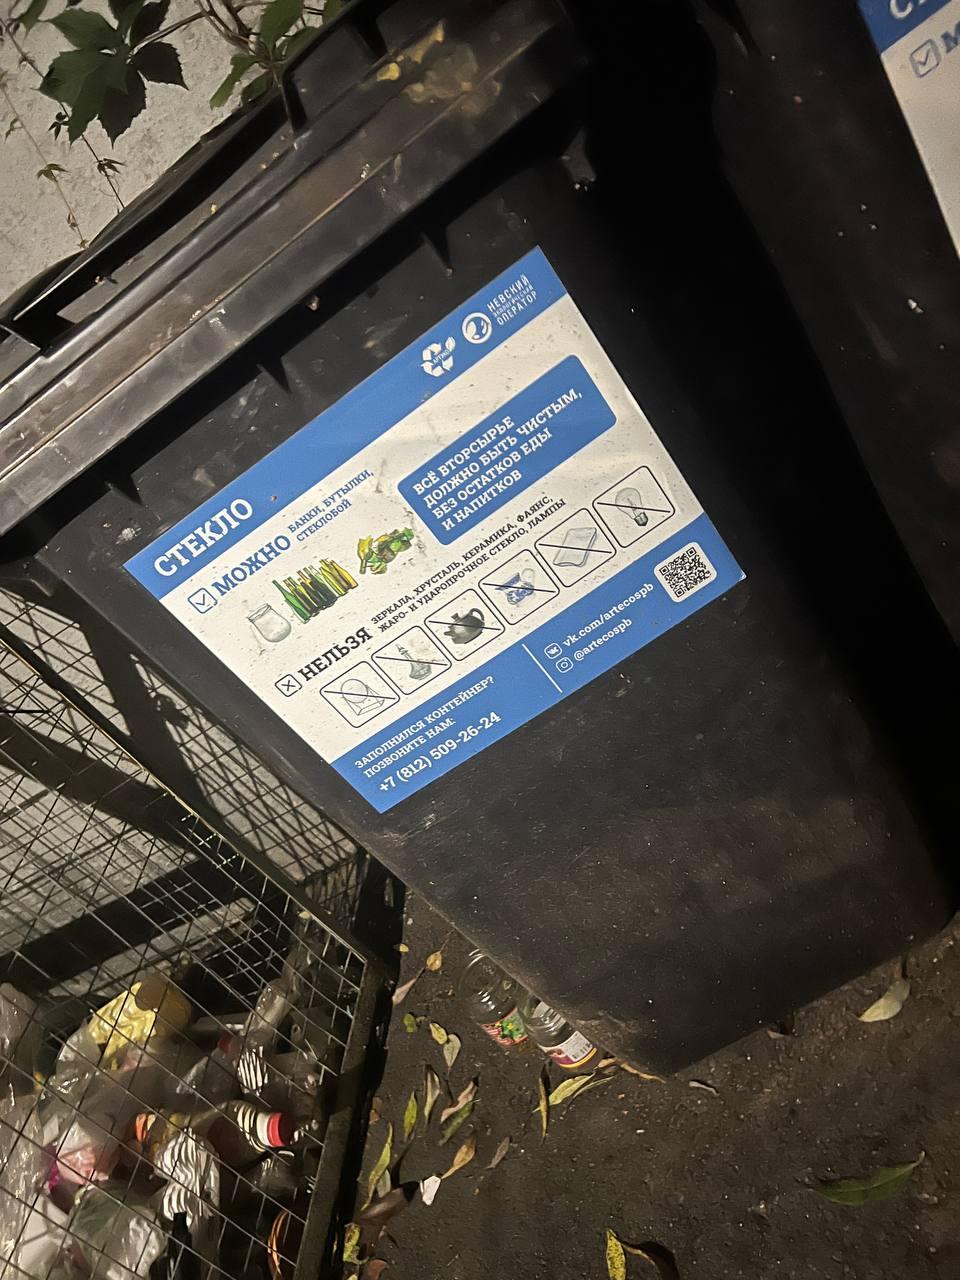 СТЕКЛО
АРТЭКО
НЕВСКИЙ
ЭКОЛОГИЧЕСКИЙ
ОПЕРАТОР
МОЖНО
БАНКИ, БУТЫЛКИ,
СТЕКЛОБОЙ
ВСЁ ВТОРСЫРЬЕ
ДОЛЖНО БЫТЬ ЧИСТЫМ,
БЕЗ ОСТАТКОВ ЕДЫ
И НАПИТКОВ
НЕЛЬЗЯ
ЗЕРКАЛА, ХРУСТАЛЬ, КЕРАМИКА, ФАЯНС,
ЖАРО- И УДАРОПРОЧНОЕ СТЕКЛО, ЛАМПЫ
ЗАПОЛНИЛСЯ КОНТЕЙНЕР?
ПОЗВОНИТЕ НАМ:
+7 (812) 509-26-24
vk.com/artecospb
@artecospb